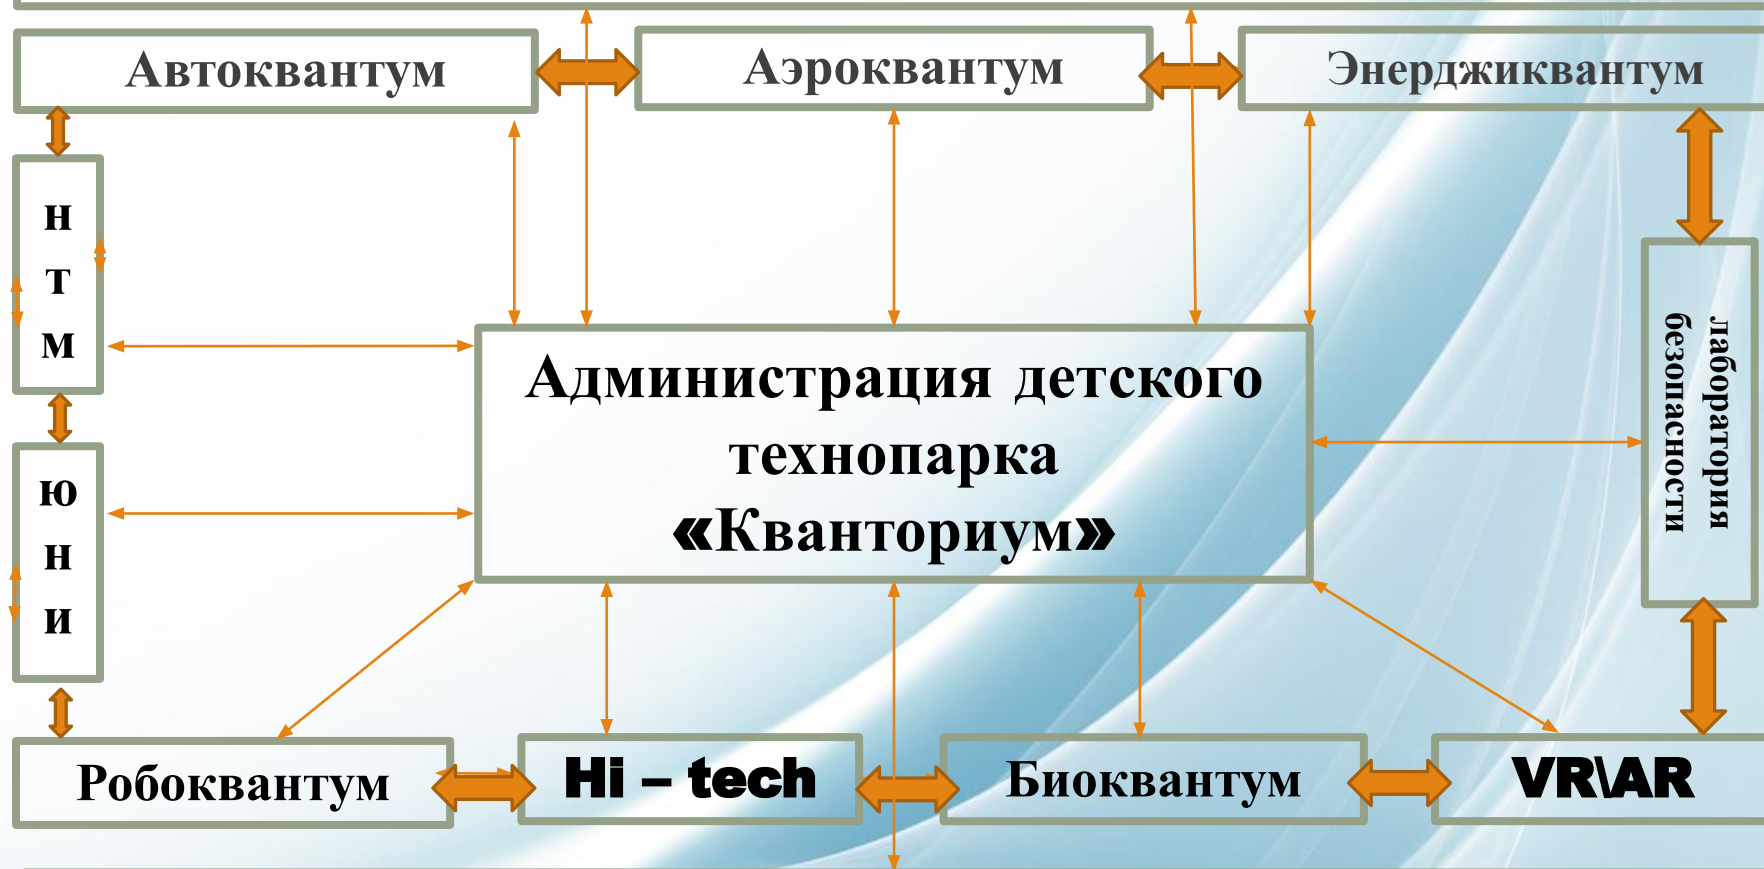 Автоквантум
Аэроквантум
Энерджиквантум
н
т
м
ю
н
и
Администрация детского
технопарка
«Кванториум»
лаборатория
безопасности
Робоквантум
Hi – tech
Биоквантум
VR\AR